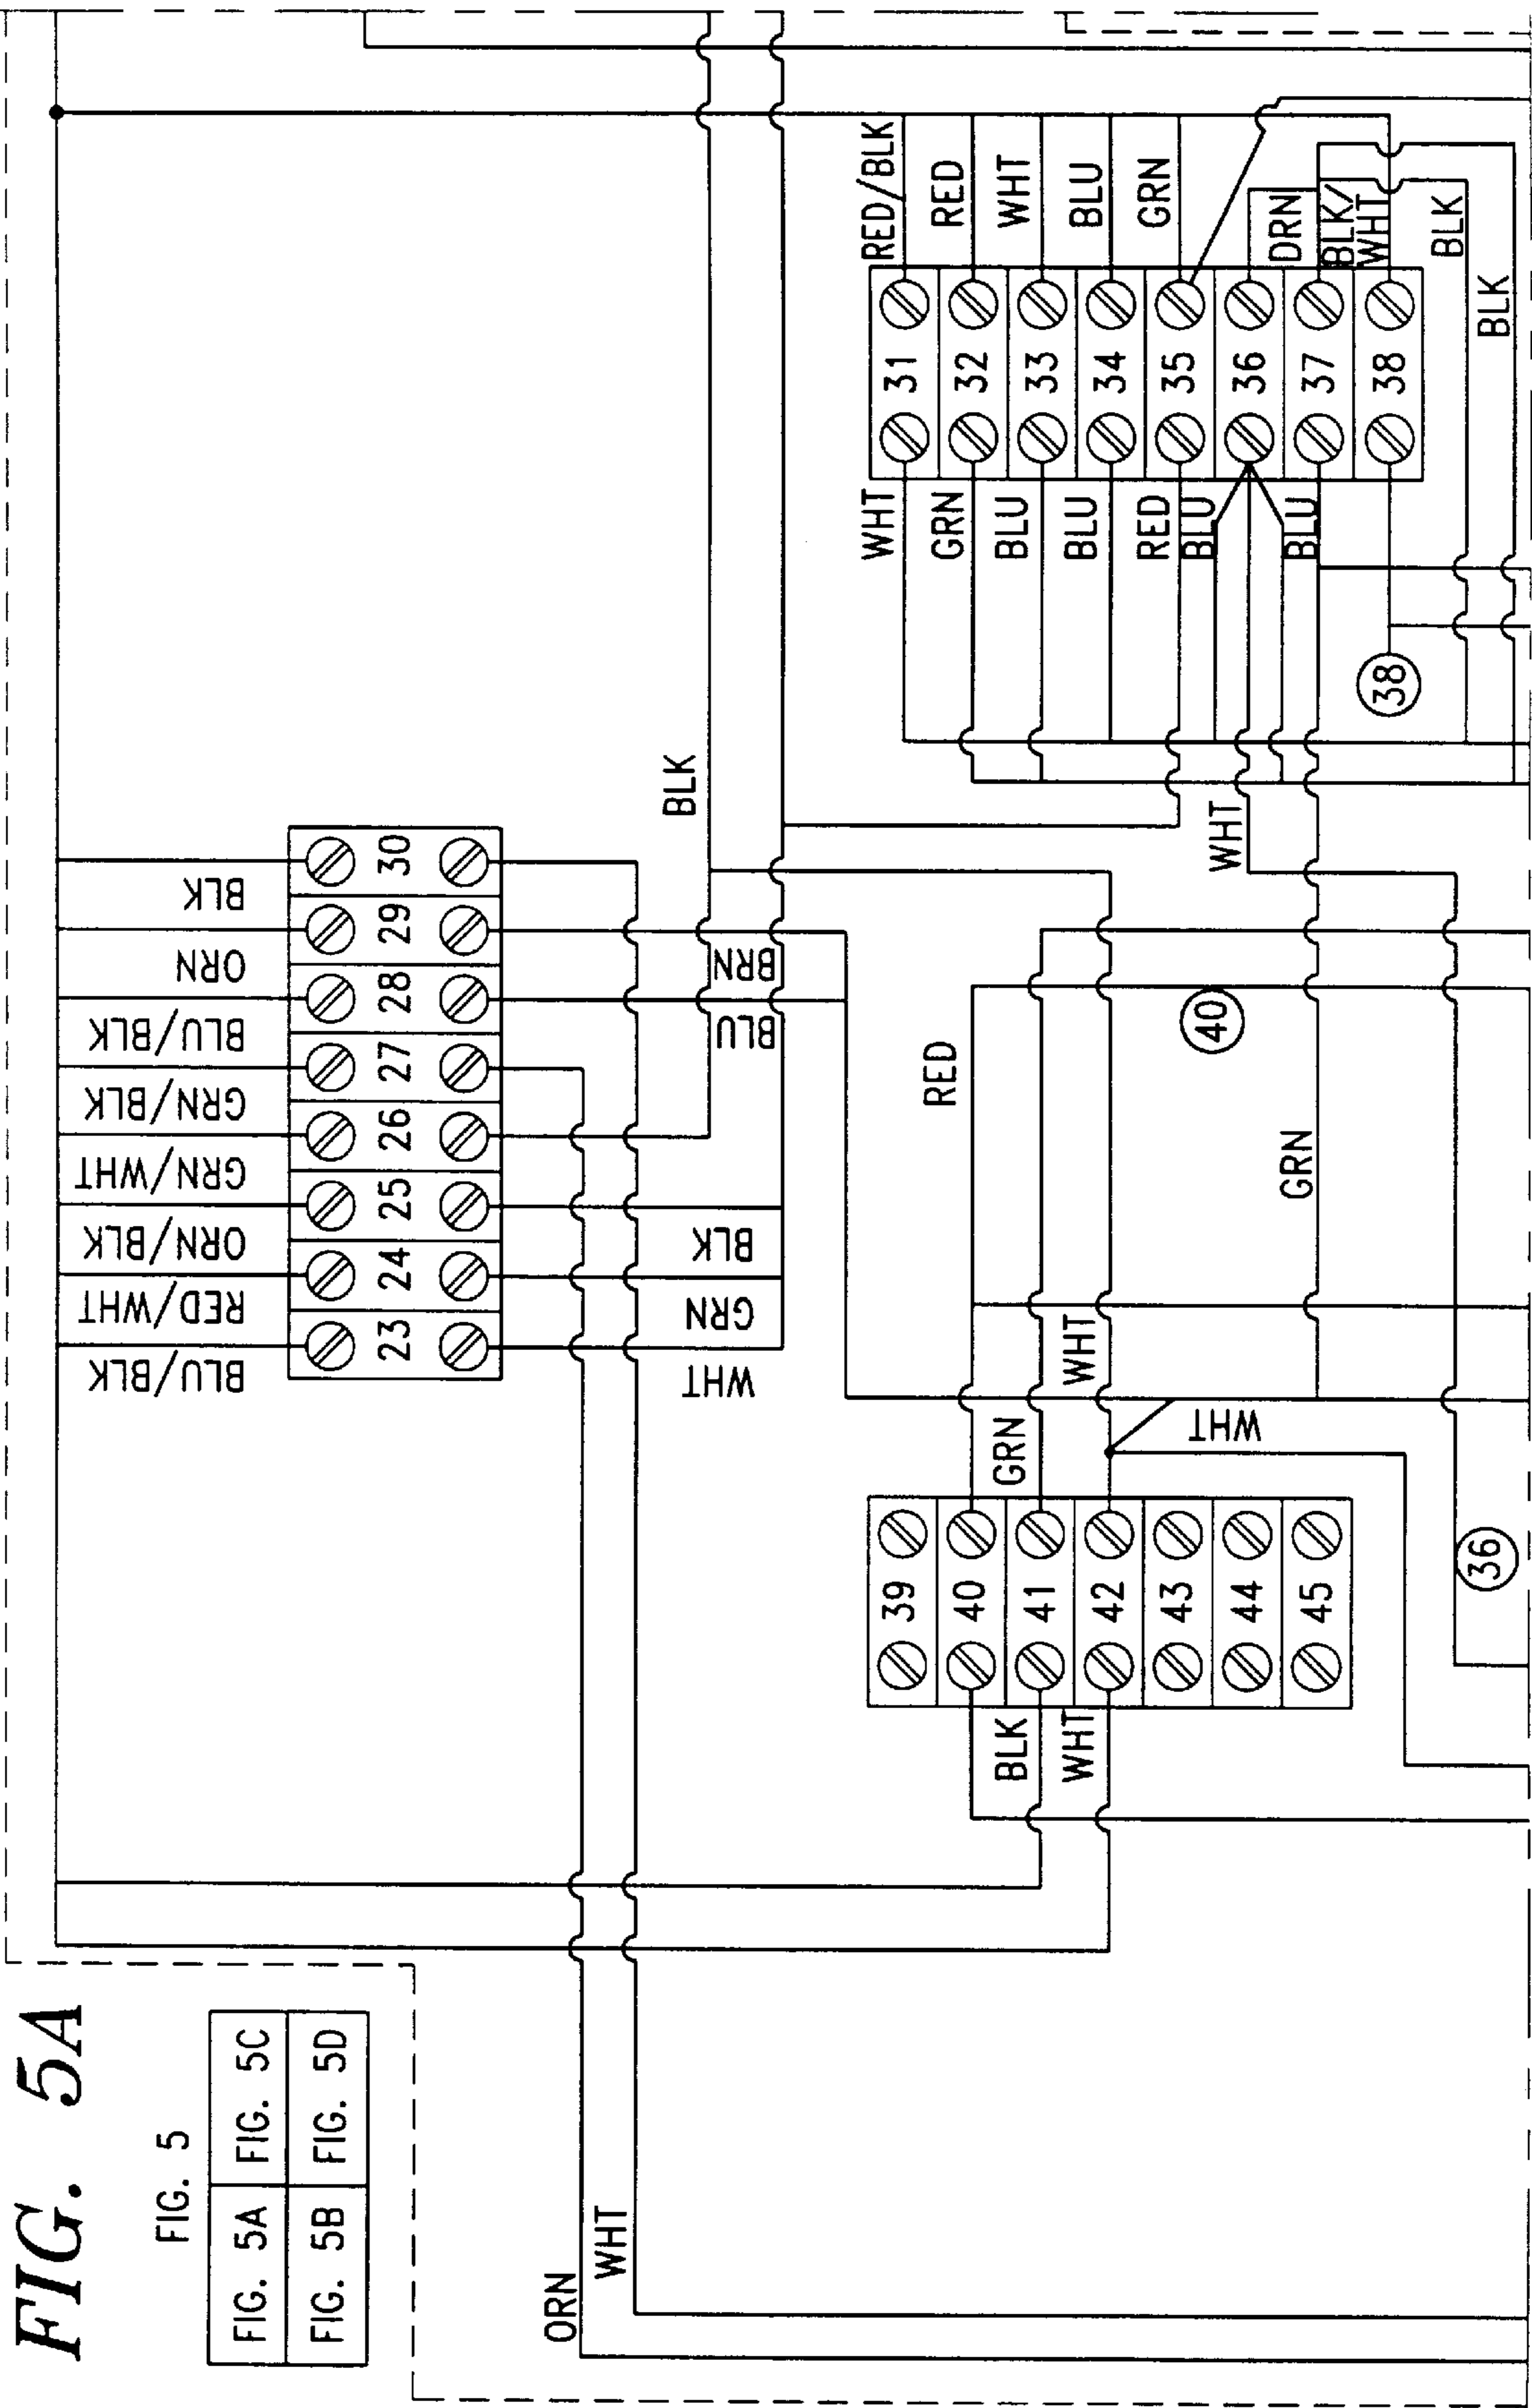 FIG. 5A
FIG. 5
FIG. 5A FIG. 5C
FIG. 5B FIG. 5D
BLU/BLK
RED/WHT
ORN/BLK
GRN/WHT
GRN/BLK
BLU/BLK
ORN
BLK
23 24 25 26 27 28 29 30
WHT
GRN
BLK
BLU
BRN
BLK
ORN
WHT
39
40
41
42
43
44
45
BLK
WHT
GRN
WHT
WHT
RED
40
GRN
WHT
36
WHT
GRN
BLU
BLU
RED
BLU
BLU
38
31
32
33
34
35
36
37
38
RED/BLK
RED
WHT
BLU
GRN
DRN
BLK/
WHT
BLK
BLK